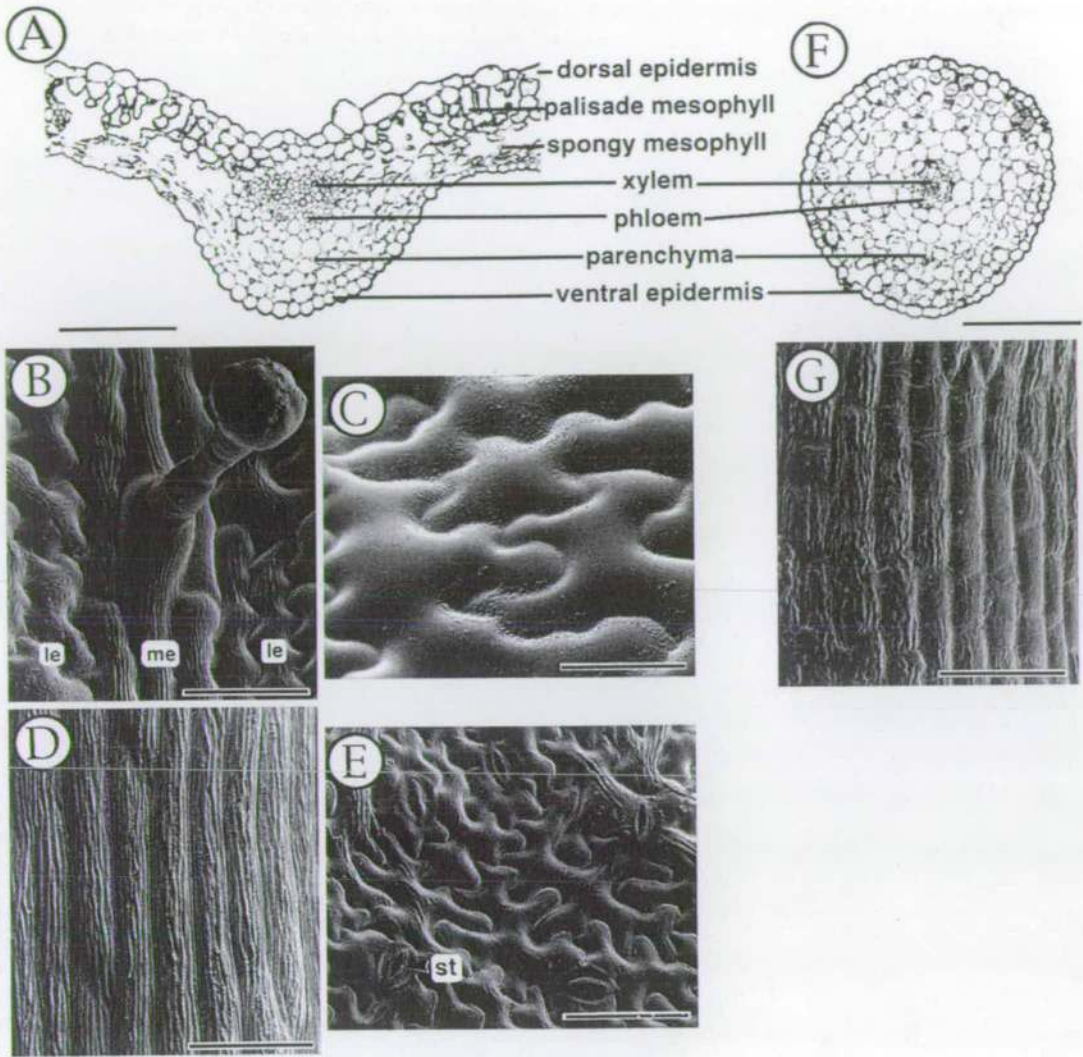 A
F
dorsal epidermis
palisade mesophyll
spongy mesophyll
xylem
phloem
parenchyma
ventral epidermis
B
C
G
le
me
le
D
E
st